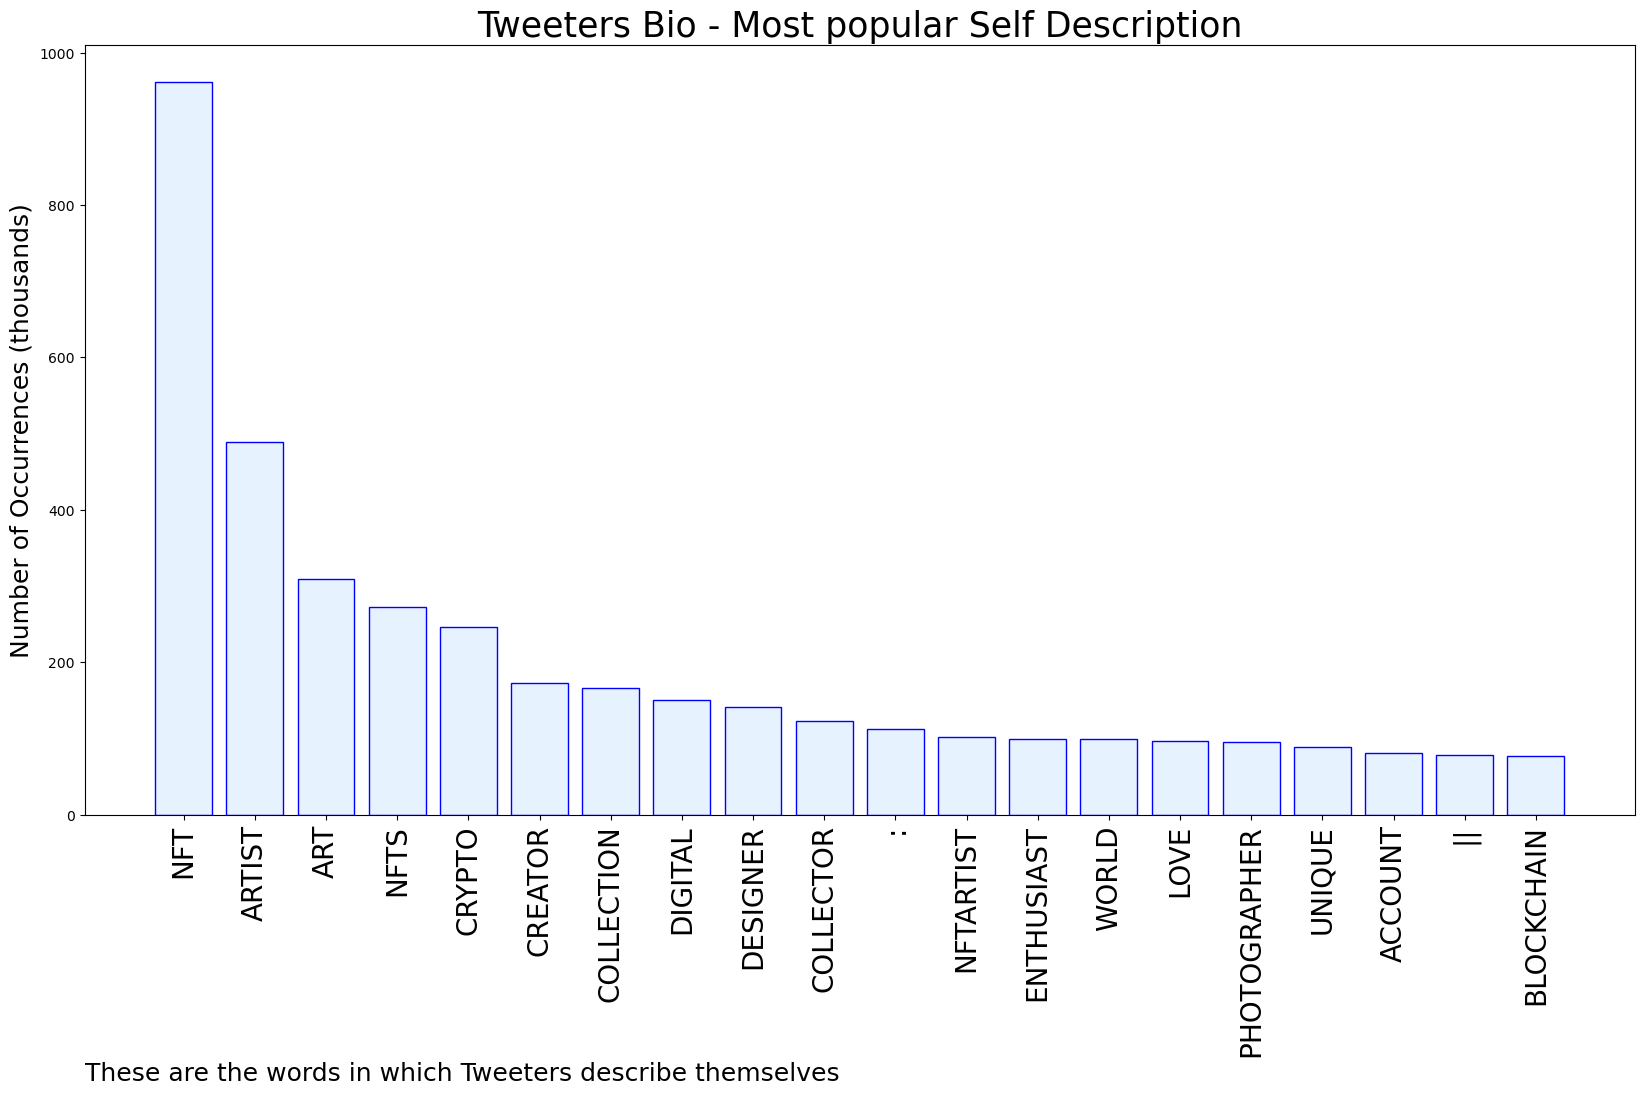 Tweeters Bio - Most popular Self Description
Number of Occurrences (thousands)
1000
800
600
400
200
0
NFT
ARTIST
ART
NFTS
CRYPTO
CREATOR
COLLECTION
DIGITAL
DESIGNER
COLLECTOR
:
NFTARTIST
ENTHUSIAST
WORLD
LOVE
PHOTOGRAPHER
UNIQUE
ACCOUNT
||
BLOCKCHAIN
These are the words in which Tweeters describe themselves